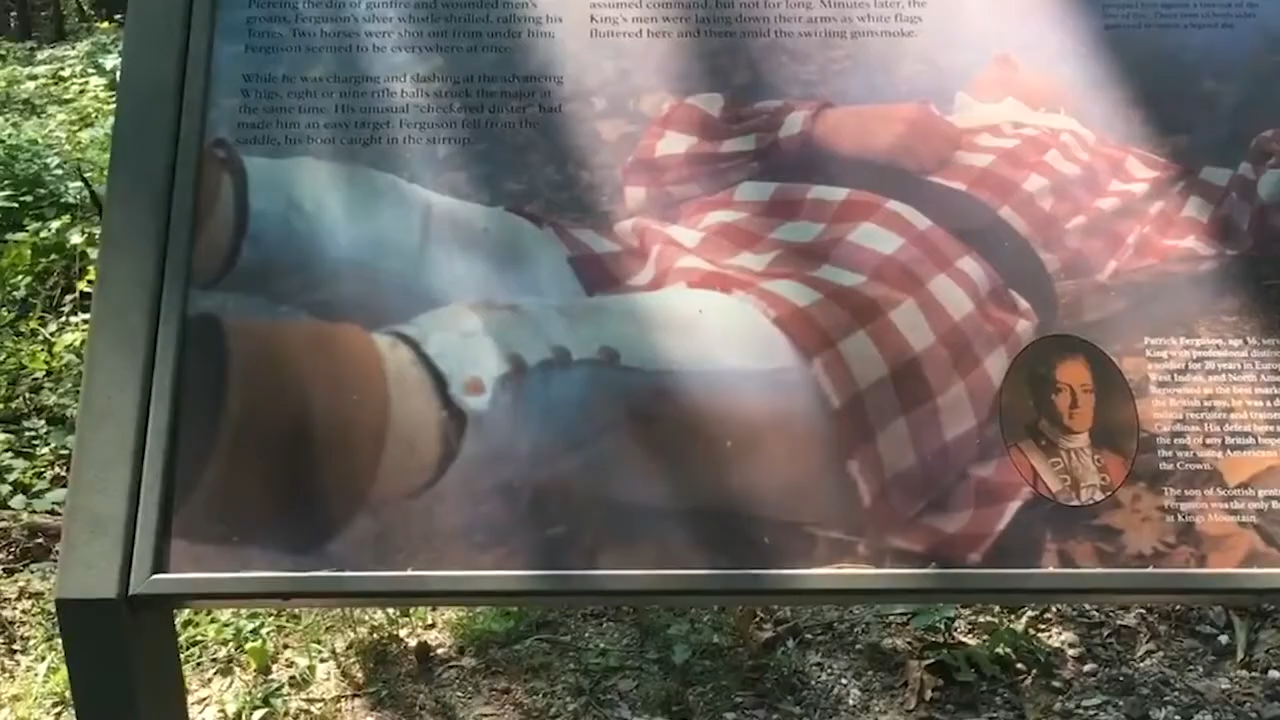 Piercing the din of gunfire and wounded men's
groans, Ferguson's silver whistle shrilled, rallying his
Tories. Two horses were shot out from under him;
Ferguson seemed to be everywhere at once.
While he was charging and slashing at the advancing
Whigs, eight or nine rifle balls struck the major at
the same time. His unusual "checkered duster" had
made him an easy target. Ferguson fell from the
saddle, his boot caught in the stirrup.
assumed command, but not for long. Minutes later, the
King's men were laying down their arms as white flags
fluttered here and there amid the swirling gunsmoke.
Patrick Ferguson, age 36, serv
King with professional distin
a soldier for 20 years in Europ
West Indies, and North Ame
Renowned as the best mark
the British army, he was a d
militia recruiter and traine
Carolinas. His defeat here s
the end of any British hope
the war using Americans
the Crown.
The son of Scottish gent
Ferguson was the only B
at Kings Mountain.